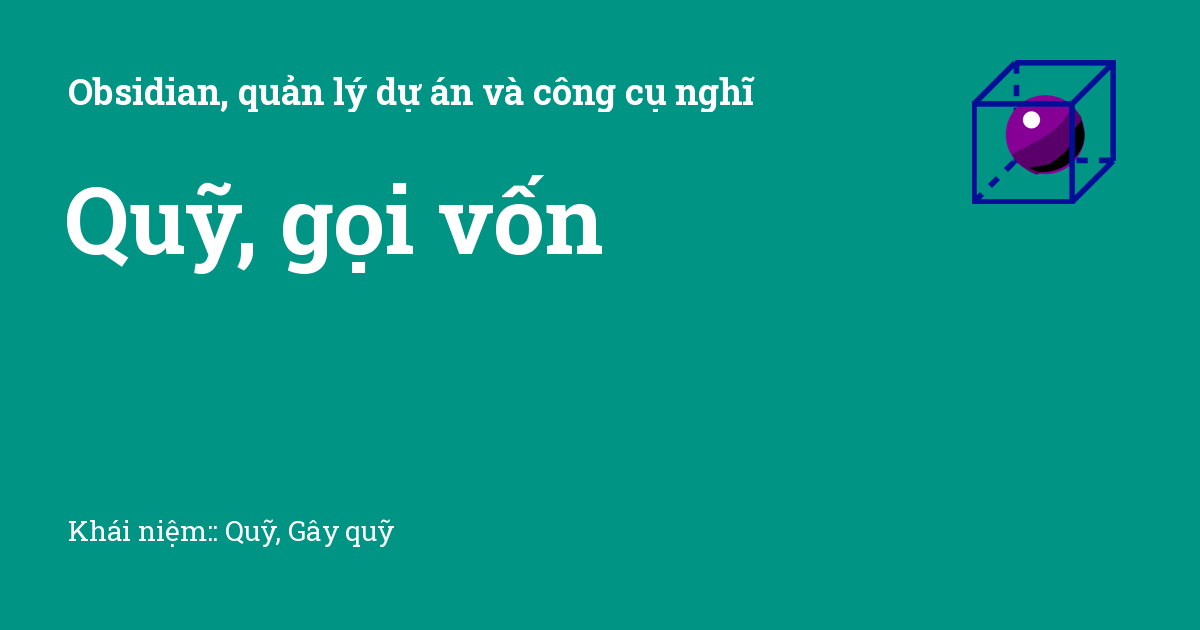 Obsidian, quản lý dự án và công cụ nghĩ
Quỹ, gọi vốn
Khái niệm:: Quỹ, Gây quỹ